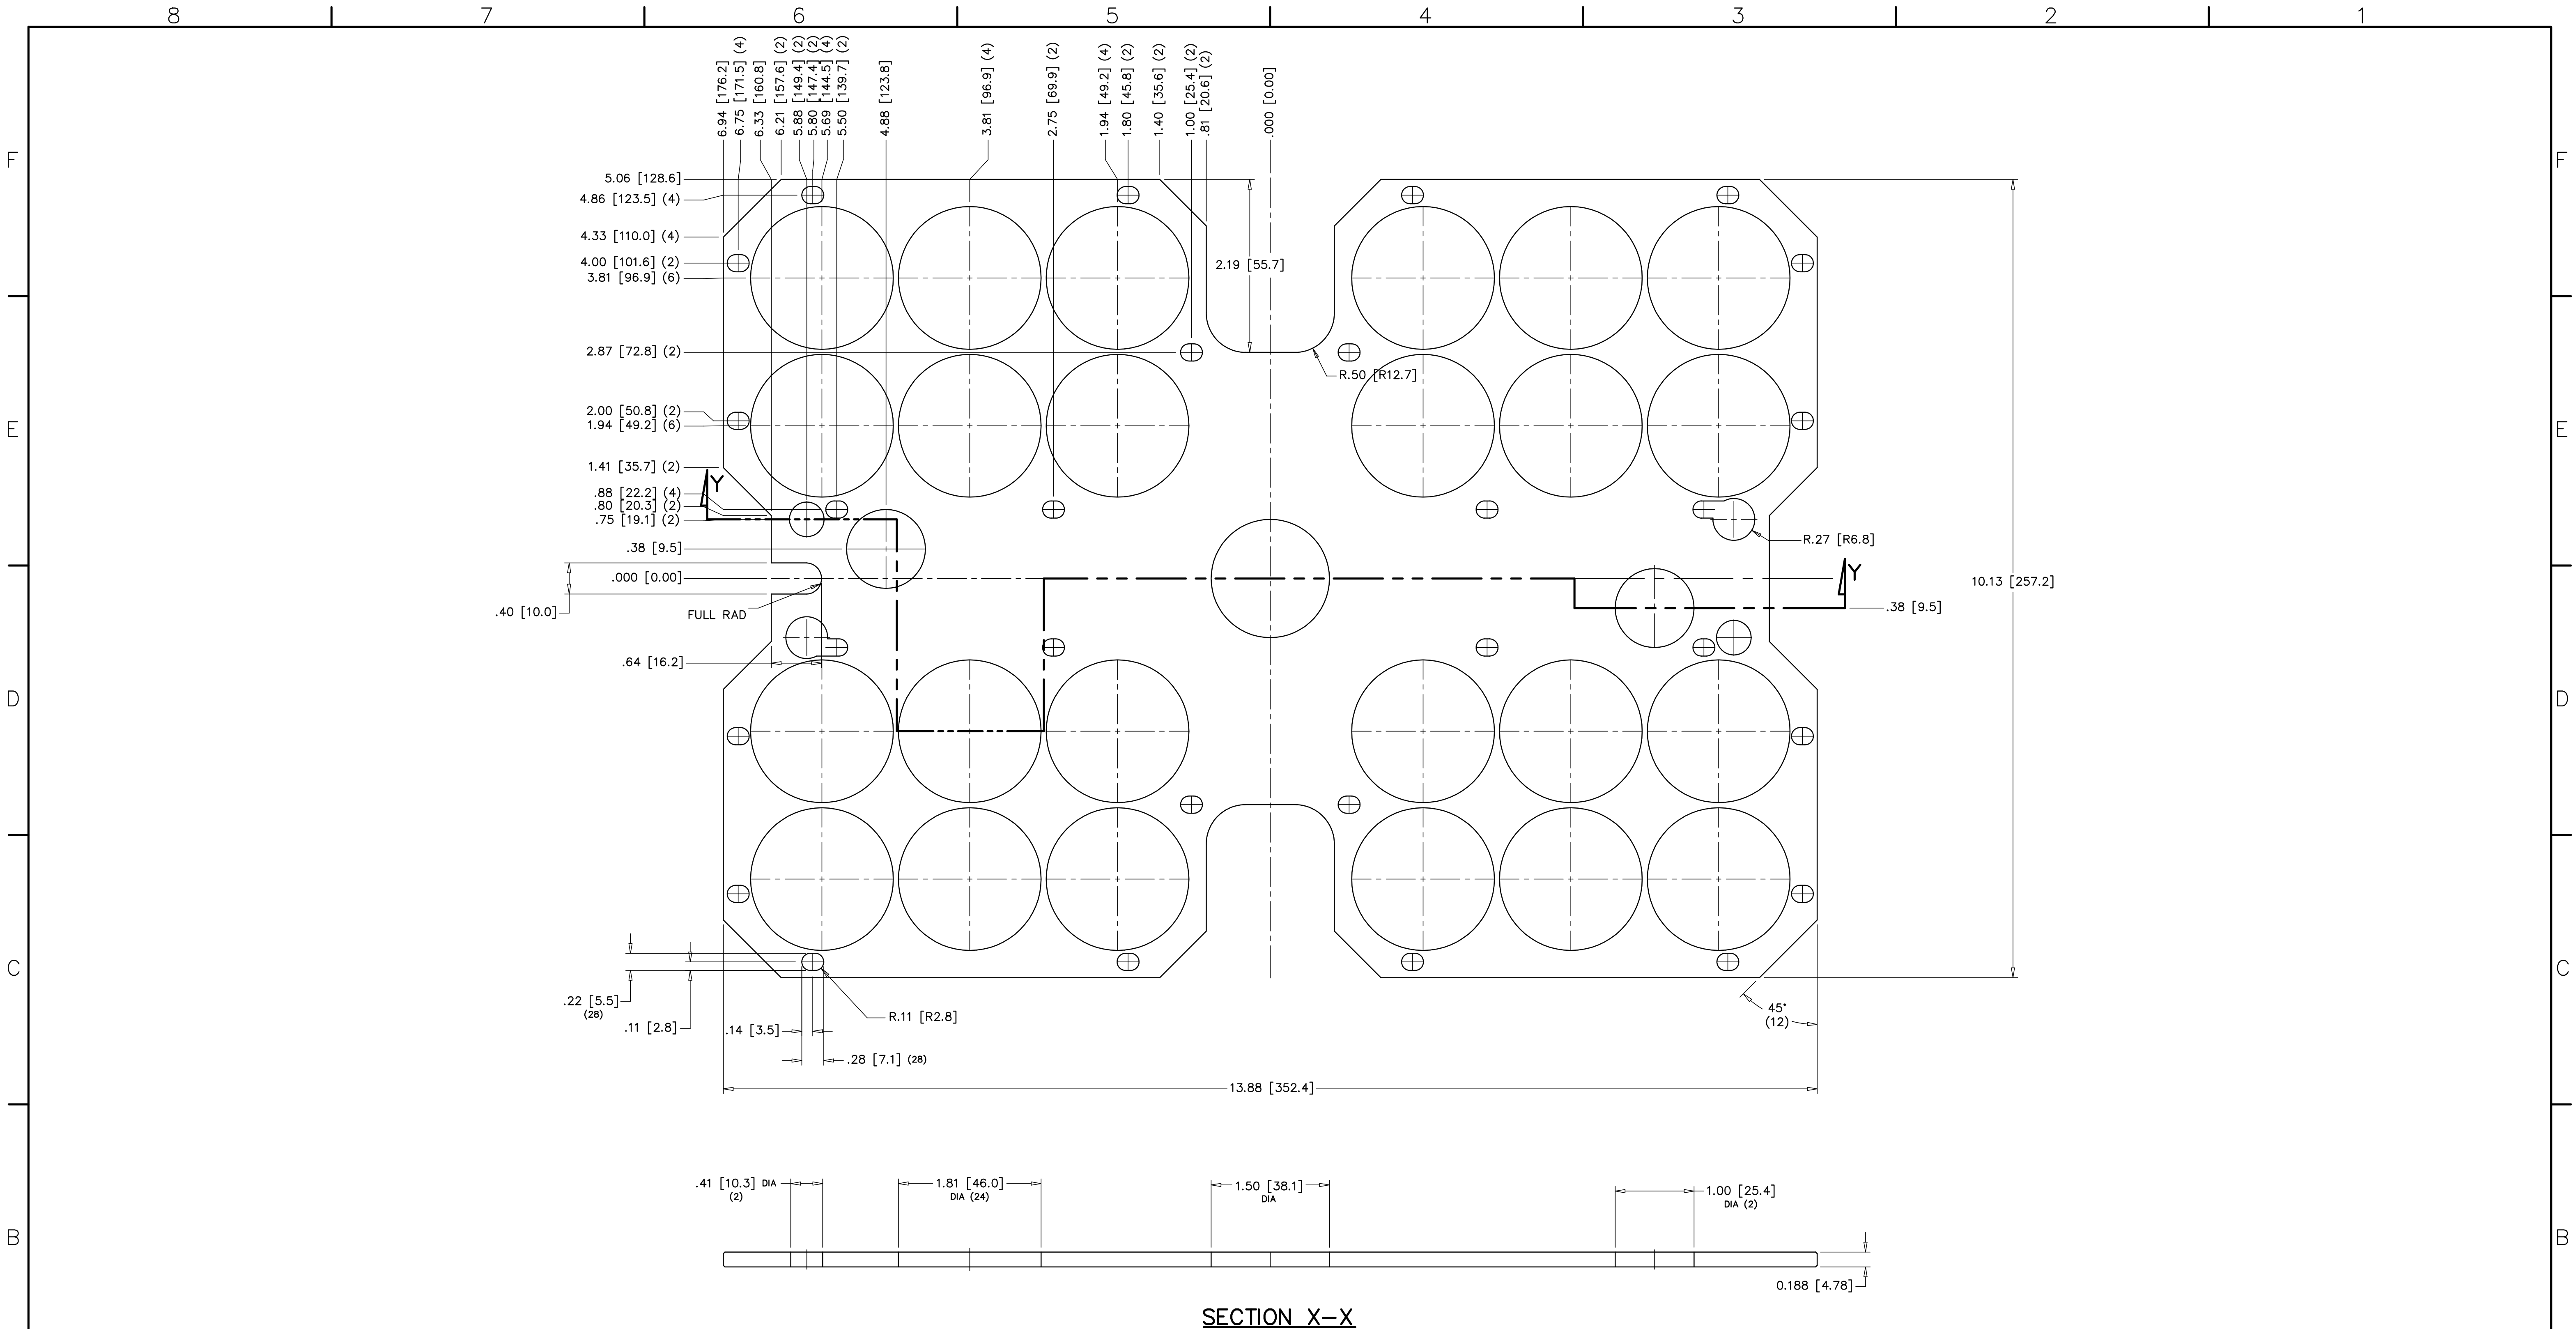 8 7 6 5 4 3 2 1
6.94 [176.2]
6.75 [171.5] (4)
6.33 [160.8]
6.21 [157.6] (2)
5.88 [149.4] (2)
5.80 [147.4] (2)
5.69 [144.5] (4)
5.50 [139.7] (2)
4.88 [123.8]
3.81 [96.9] (4)
2.75 [69.9] (2)
1.94 [49.2] (4)
1.80 [45.8] (2)
1.40 [35.6] (2)
1.00 [25.4] (2)
.81 [20.6] (2)
.000 [0.00]
F F
5.06 [128.6]
4.86 [123.5] (4)
4.33 [110.0] (4)
4.00 [101.6] (2)
3.81 [96.9] (6)
2.19 [55.7]
2.87 [72.8] (2)
R.50 [R12.7]
2.00 [50.8] (2)
1.94 [49.2] (6)
E E
1.41 [35.7] (2)
Y
.88 [22.2] (4)
.80 [20.3] (2)
.75 [19.1] (2)
R.27 [R6.8]
.38 [9.5]
.000 [0.00]
Y
10.13 [257.2]
.40 [10.0]
FULL RAD
.38 [9.5]
.64 [16.2]
D D
C C
.22 [5.5]
(28)
.11 [2.8]
.14 [3.5]
R.11 [R2.8]
.28 [7.1] (28)
45°
(12)
13.88 [352.4]
.41 [10.3] DIA
(2)
1.81 [46.0]
DIA (24)
1.50 [38.1]
DIA
1.00 [25.4]
DIA (2)
B B
0.188 [4.78]
SECTION X-X